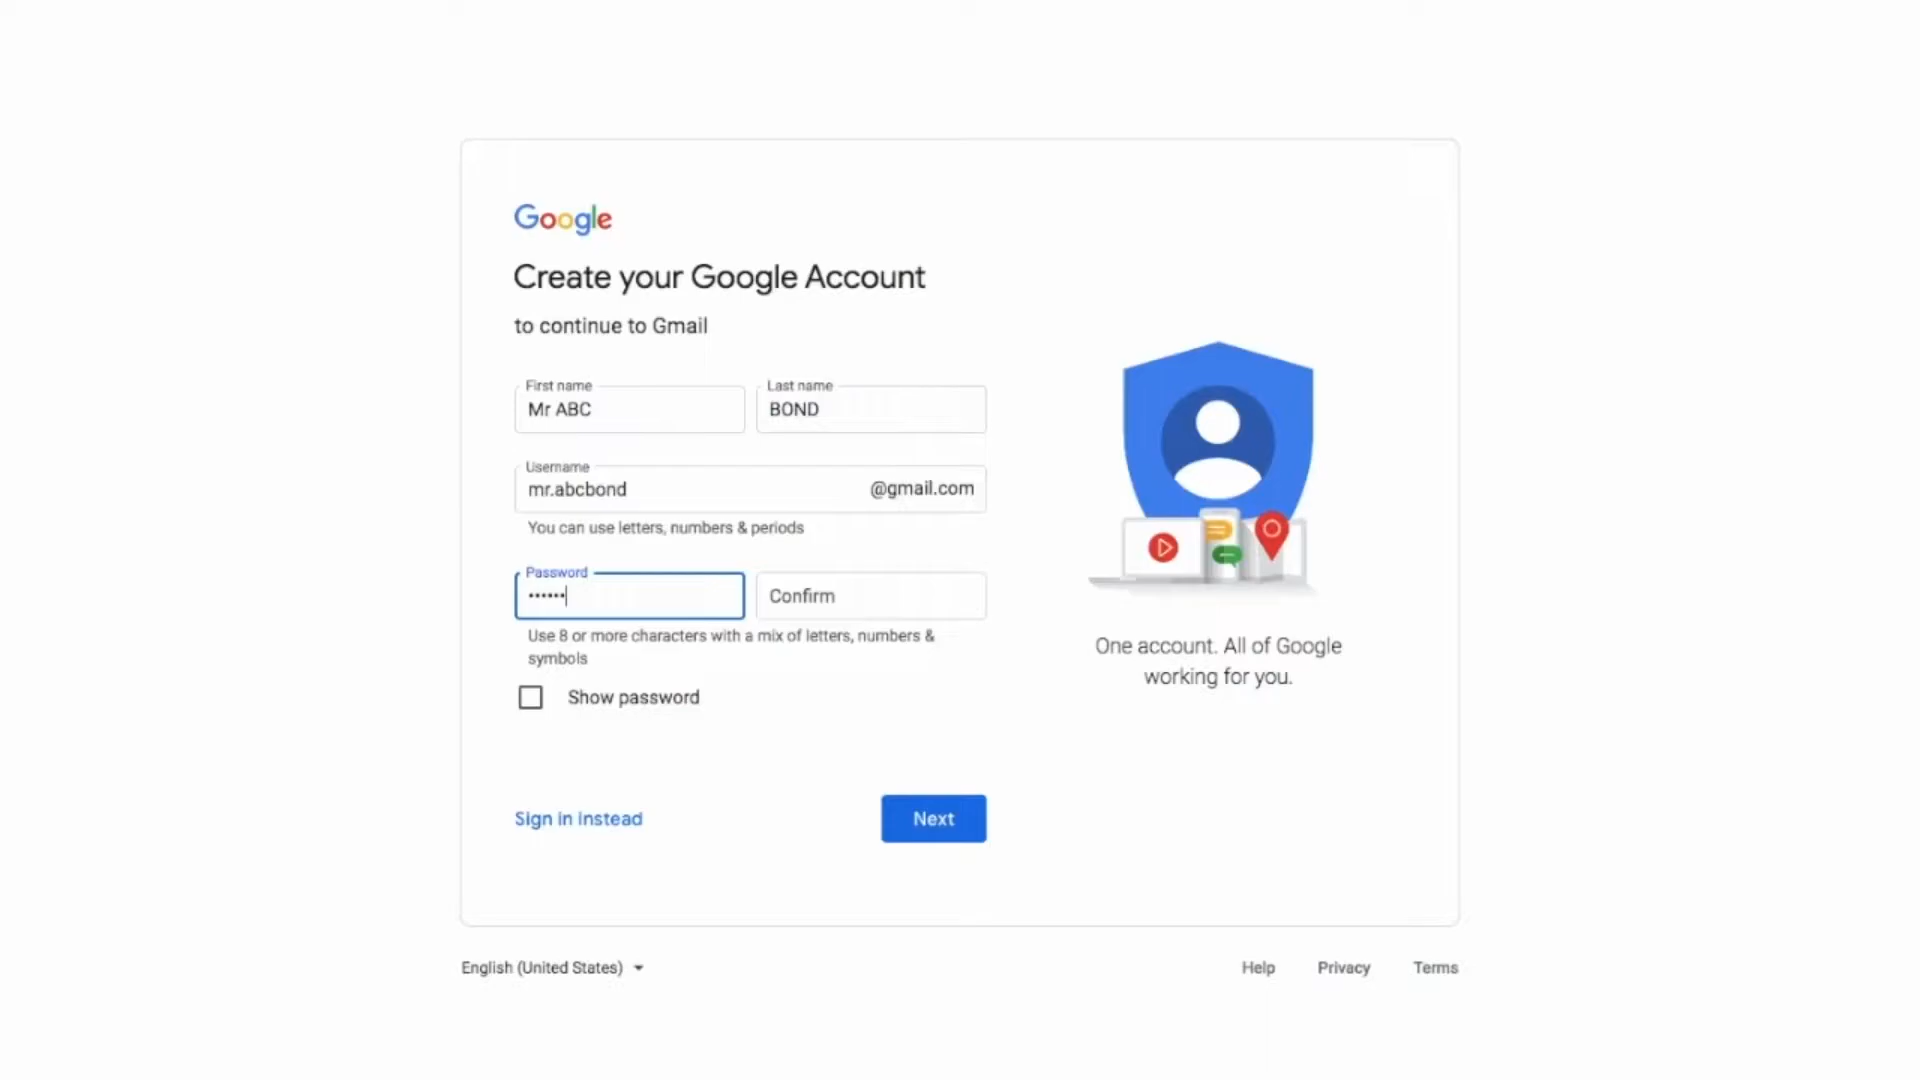 Google
Create your Google Account
to continue to Gmail
First name
Mr ABC
Last name
BOND
Username
mr.abcbond
@gmail.com
You can use letters, numbers & periods
Password
••••••
Confirm
Use 8 or more characters with a mix of letters, numbers &
symbols
Show password
Sign in instead
Next
One account. All of Google
working for you.
English (United States)
Help
Privacy
Terms